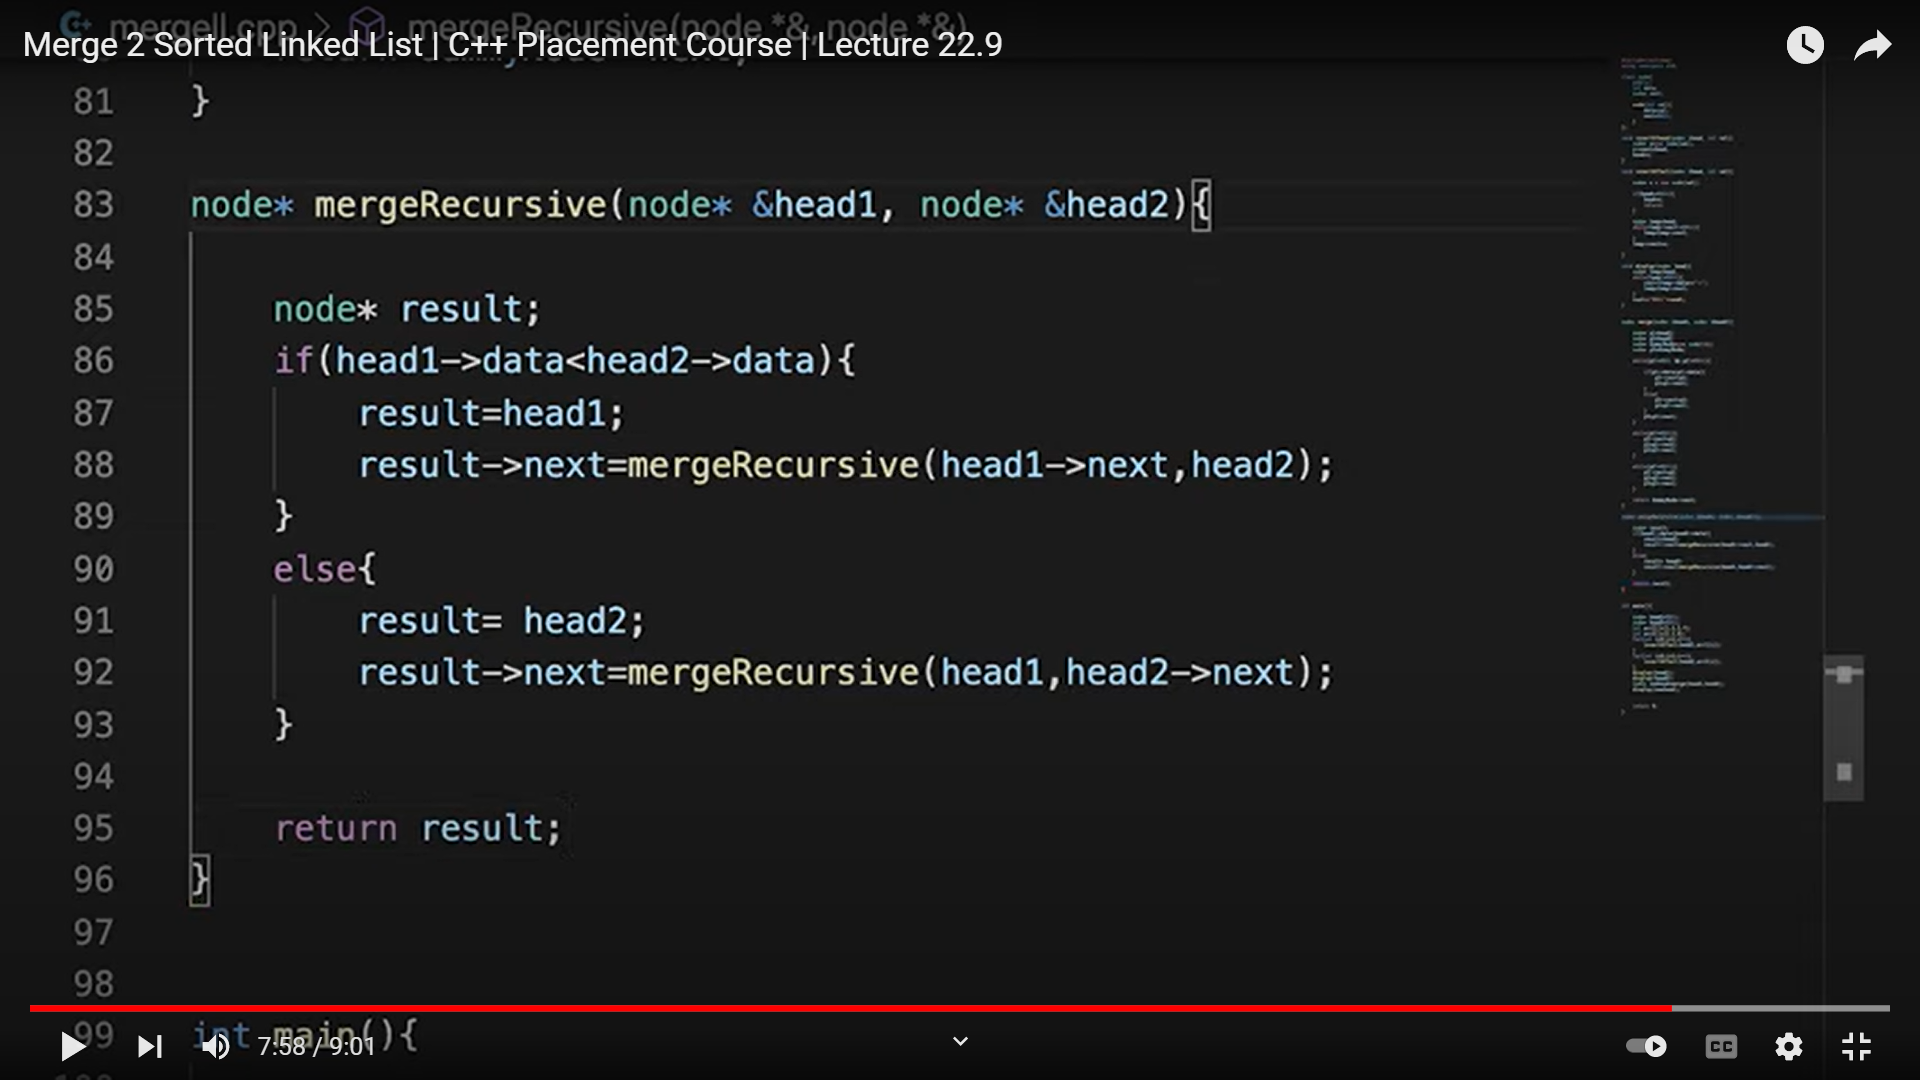 mergell.cpp > mergeRecursive(node *&, node *&)
Merge 2 Sorted Linked List | C++ Placement Course | Lecture 22.9
81 }
82
83 node* mergeRecursive(node* &head1, node* &head2){
84
85 node* result;
86 if(head1->data<head2->data){
87 result=head1;
88 result->next=mergeRecursive(head1->next,head2);
89 }
90 else{
91 result= head2;
92 result->next=mergeRecursive(head1,head2->next);
93 }
94
95 return result;
96 }
97
98
99 int main(){
7:58 / 9:01
CC